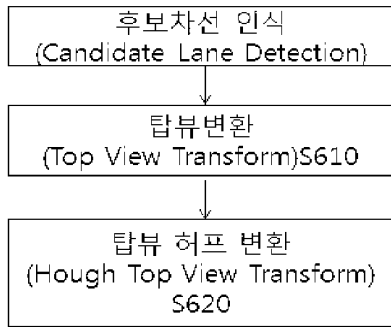 후보차선 인식
(Candidate Lane Detection)
탑뷰변환
(Top View Transform)S610
탑뷰 허프 변환
(Hough Top View Transform)
S620